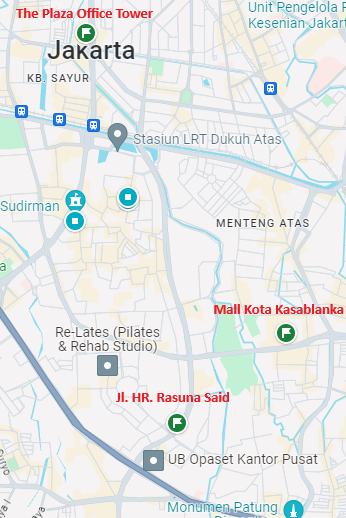 The Plaza Office Tower
Unit Pengelola
Kesenian Jakart
Jakarta
KB. SAYUR
Stasiun LRT Dukuh Atas
Sudirman
MENTENG ATAS
a
Mall Kota Kasablanka
Re-Lates (Pilates
& Rehab Studio)
Jl. HR. Rasuna Said
UB Opaset Kantor Pusat
Monumen Patung